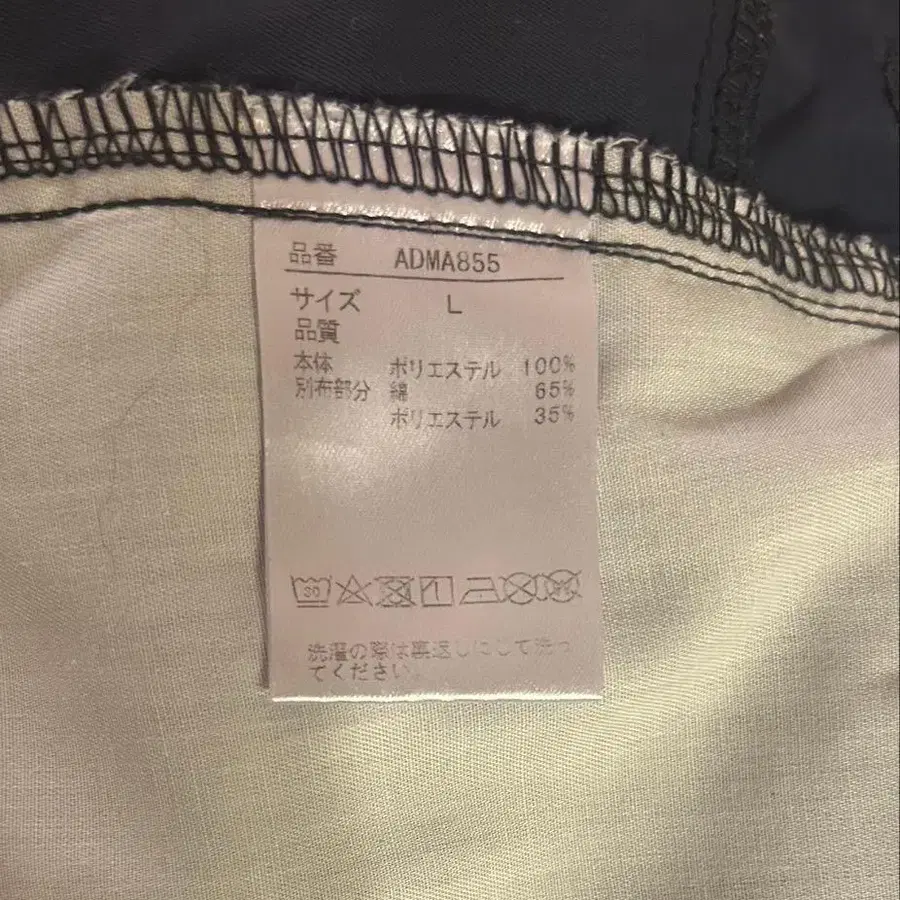 品番 ADMA855
サイズ L
品質
本体 ポリエステル 100%
別布部分 綿 65%
ポリエステル 35%
30
洗濯の際は裏返しにして洗っ
てください。